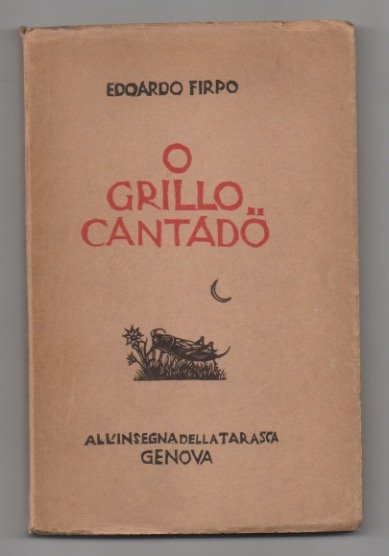 EDOARDO FIRPO
O
GRILLO
CANTADÖ
ALL'INSEGNA DELLA TARASCA
GENOVA